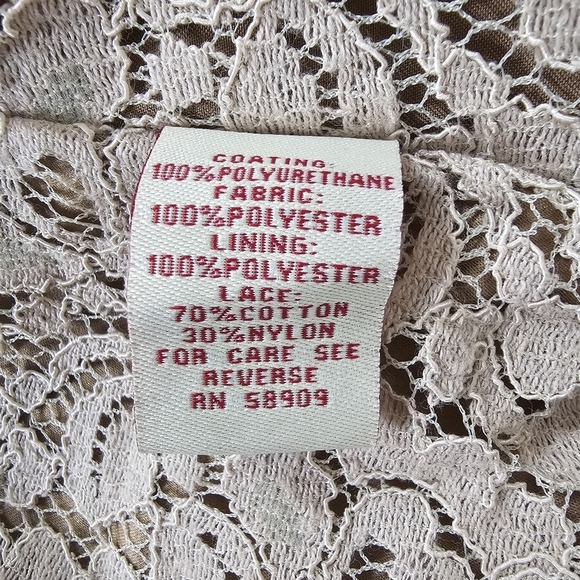 COATING:
100%POLYURETHANE
FABRIC:
100%POLYESTER
LINING:
100%POLYESTER
LACE:
70%COTTON
30%NYLON
FOR CARE SEE
REVERSE
RN 58909